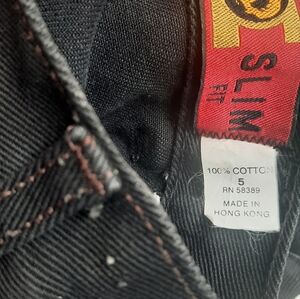 SLIM
FIT
100% COTTON
5
RN 58389
MADE IN
HONG KONG